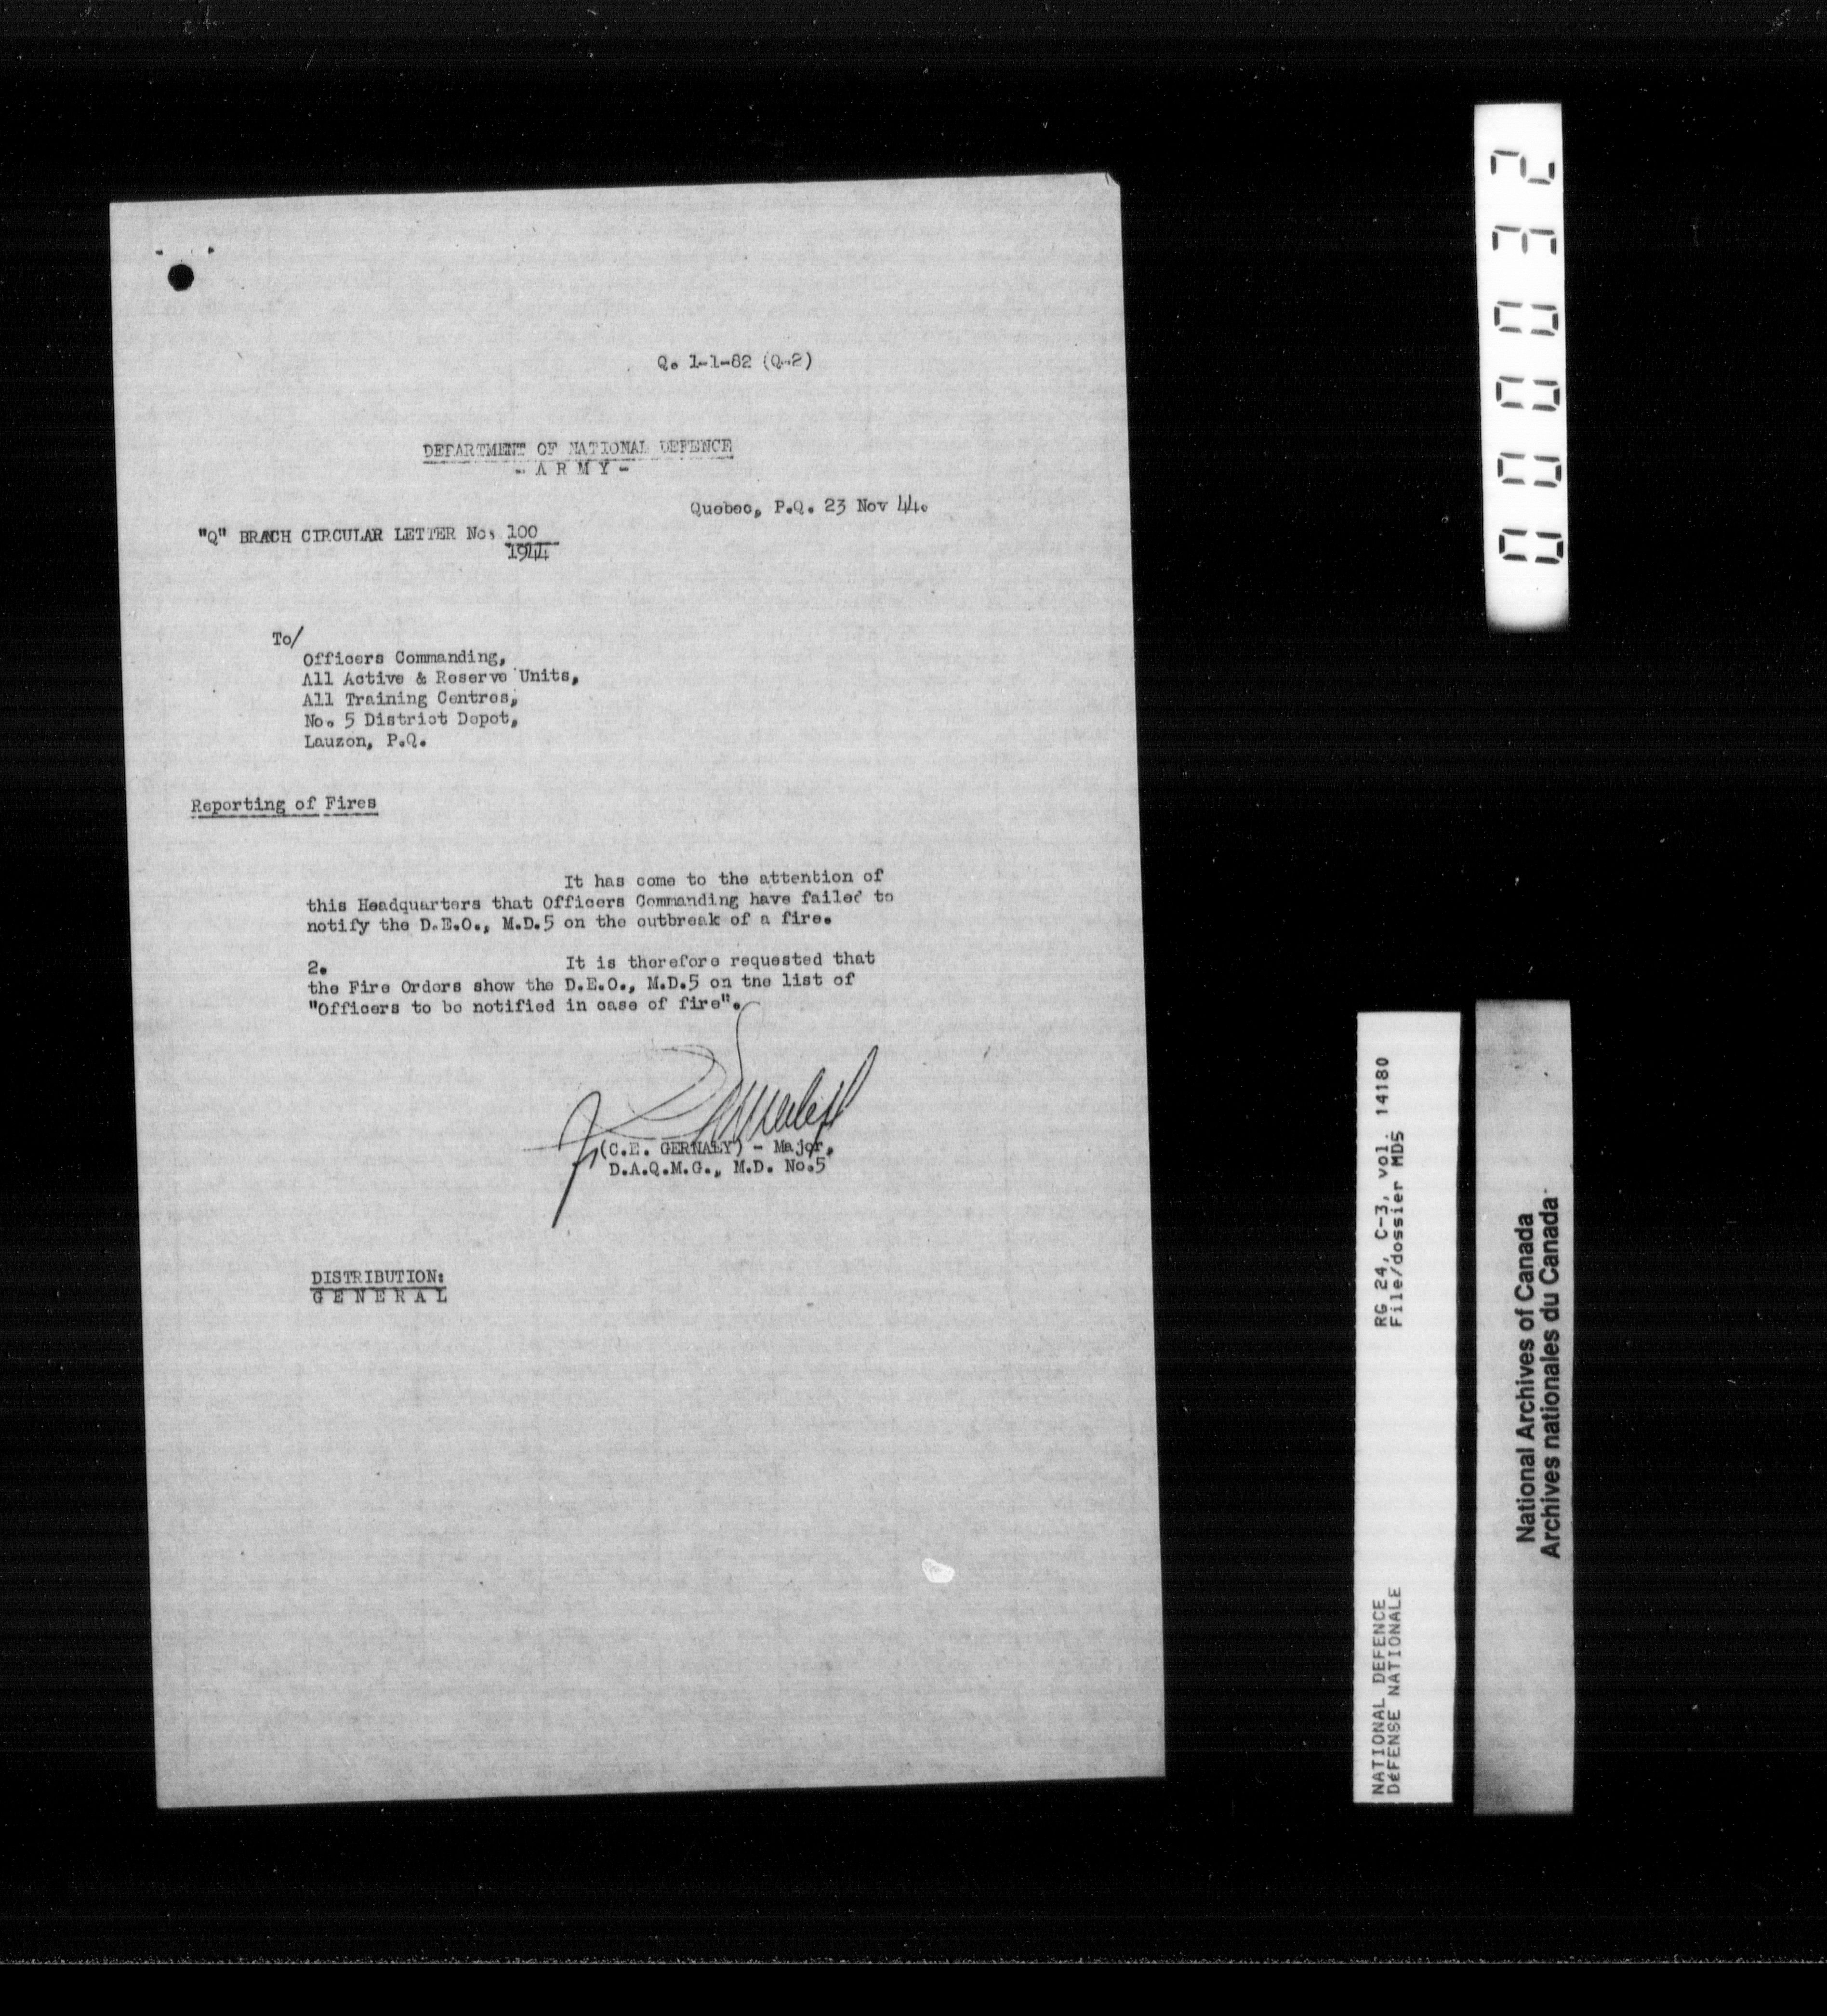 Q. 1-1-82 (Q-2)
DEPARTMENT OF NATIONAL DEFENCE
- A R M Y -
Quebec, P.Q. 23 Nov 44.
"Q" BRACH CIRCULAR LETTER No: 100
1944
To/
Officers Commanding,
All Active & Reserve Units,
All Training Centres,
No. 5 District Depot,
Lauzon, P.Q.
Reporting of Fires
It has come to the attention of
this Headquarters that Officers Commanding have failed to
notify the D.E.O., M.D.5 on the outbreak of a fire.
2. It is therefore requested that
the Fire Orders show the D.E.O., M.D.5 on the list of
"Officers to be notified in case of fire".
(C.E. GERNAEY) - Major,
D.A.Q.M.G., M.D. No.5
DISTRIBUTION:
G E N E R A L
000032
RG 24, C-3, vol. 14180
File/dossier MD5
NATIONAL DEFENCE
DéFENSE NATIONALE
National Archives of Canada
Archives nationales du Canada